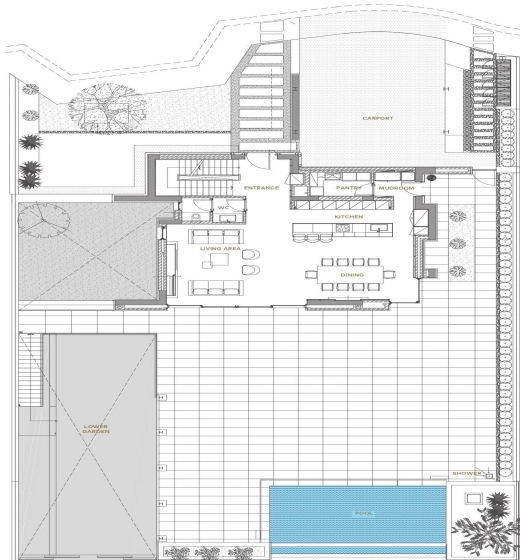 CARPORT
ENTRANCE
PANTRY
MUDROOM
WC
KITCHEN
LIVING AREA
DINING
LOWER
GARDEN
SHOWER
POOL